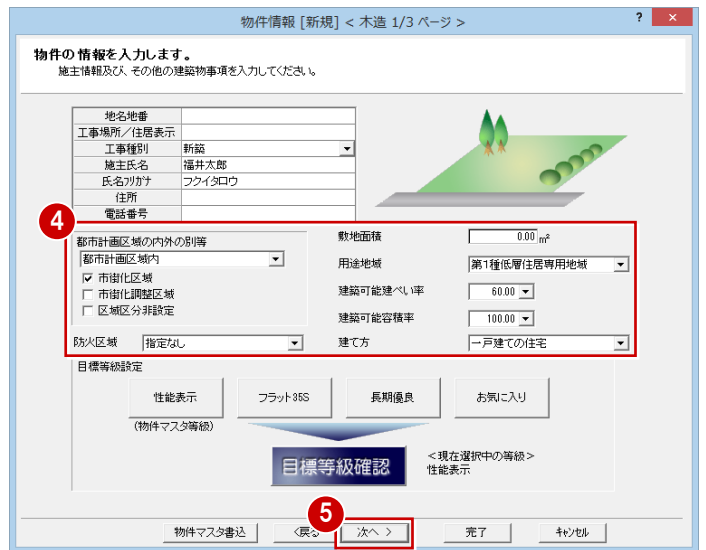 物件情報 [新規] < 木造 1/3 ページ >
? ×
物件の情報を入力します。
施主情報及び、その他の建築物事項を入力してください。
地名地番
工事場所／住居表示
工事種別 新築
施主氏名 福井太郎
氏名フリガナ フクイタロウ
住所
電話番号
4
都市計画区域の内外の別等
都市計画区域内
市街化区域
市街化調整区域
区域区分非設定
防火区域 指定なし
敷地面積 0.00 m²
用途地域 第1種低層住居専用地域
建築可能建ぺい率 60.00
建築可能容積率 100.00
建て方 一戸建ての住宅
目標等級設定
性能表示 フラット35S 長期優良 お気に入り
(物件マスタ等級)
目標等級確認
＜現在選択中の等級＞
性能表示
5
物件マスタ書込 <戻る 次へ > 完了 キャンセル